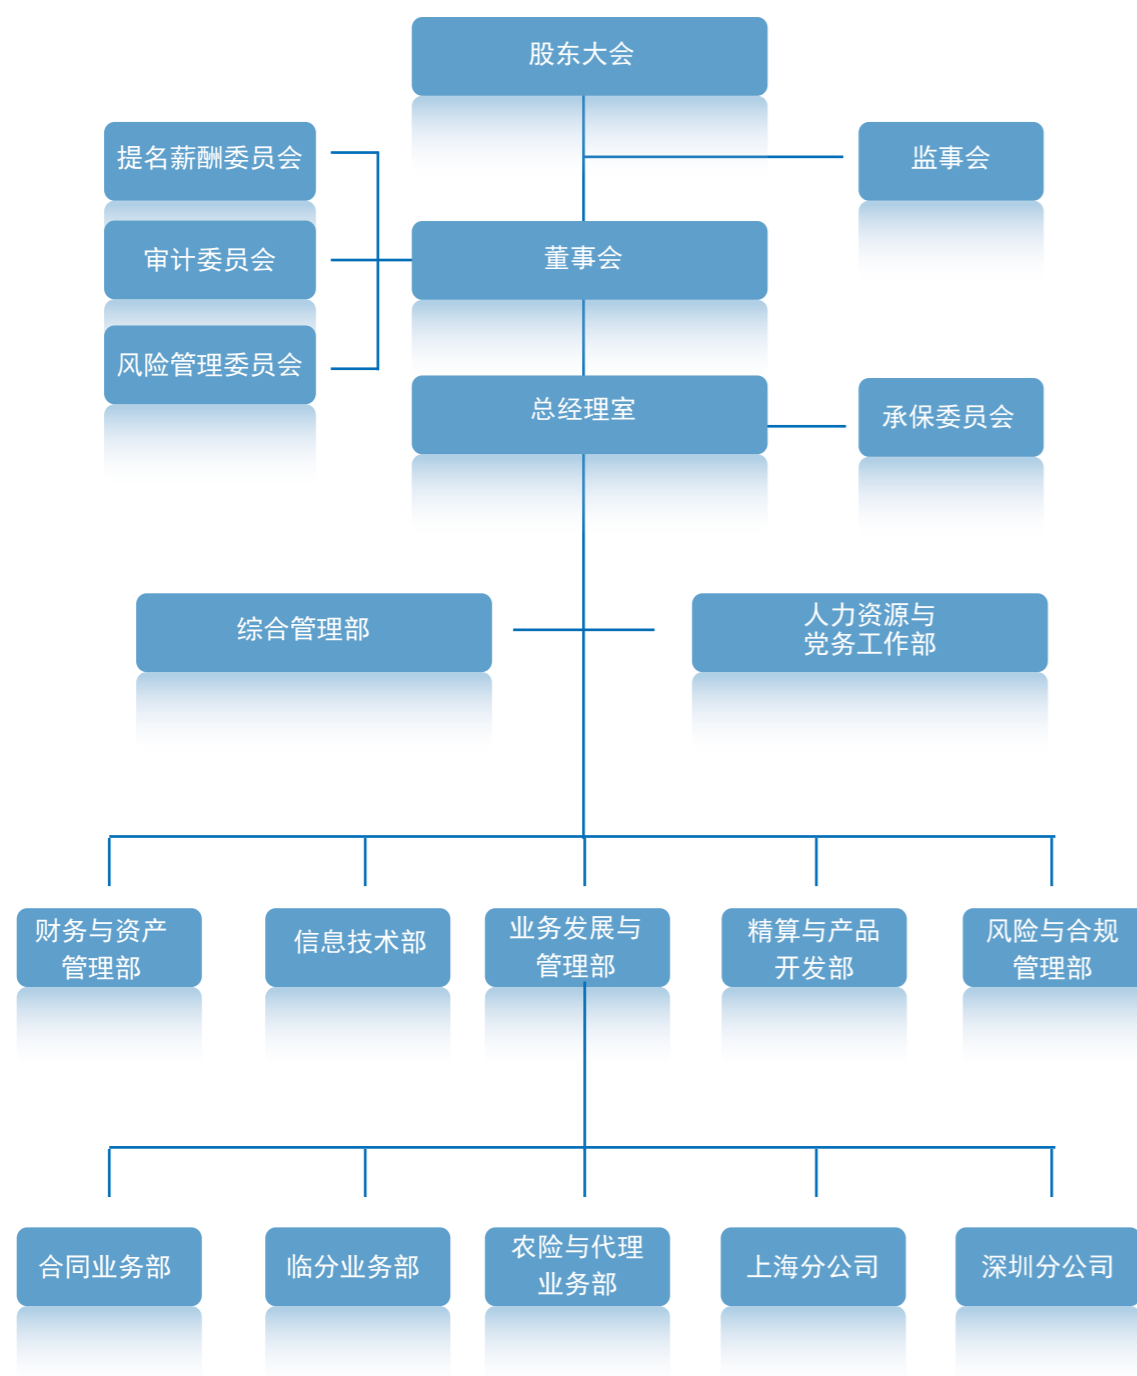 股东大会
提名薪酬委员会
监事会
审计委员会
董事会
风险管理委员会
总经理室
承保委员会
综合管理部
人力资源与
党务工作部
财务与资产
管理部
信息技术部
业务发展与
管理部
精算与产品
开发部
风险与合规
管理部
合同业务部
临分业务部
农险与代理
业务部
上海分公司
深圳分公司